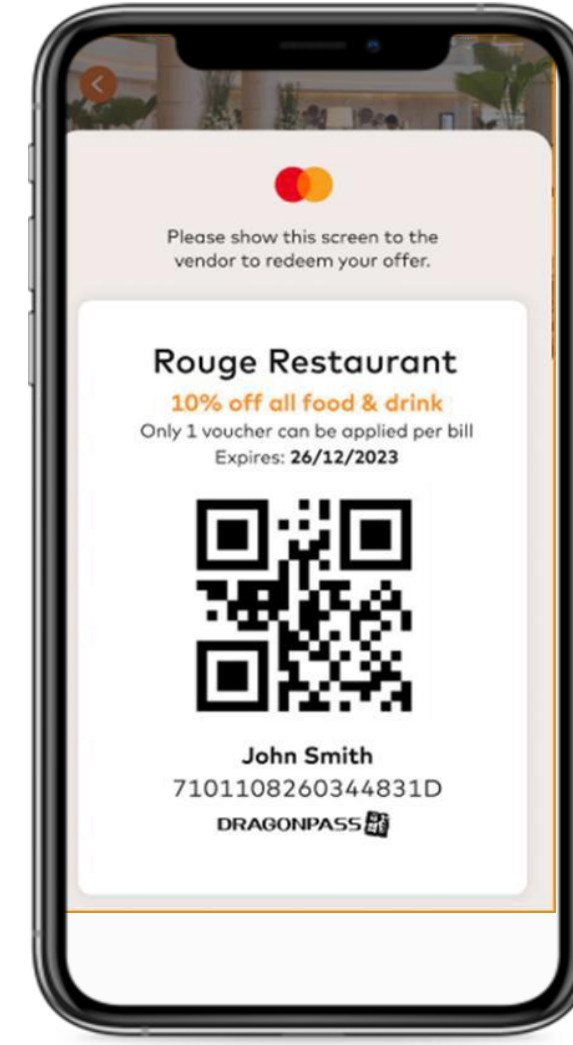 Please show this screen to the
vendor to redeem your offer.
Rouge Restaurant
10% off all food & drink
Only 1 voucher can be applied per bill
Expires: 26/12/2023
John Smith
7101108260344831D
DRAGONPASS